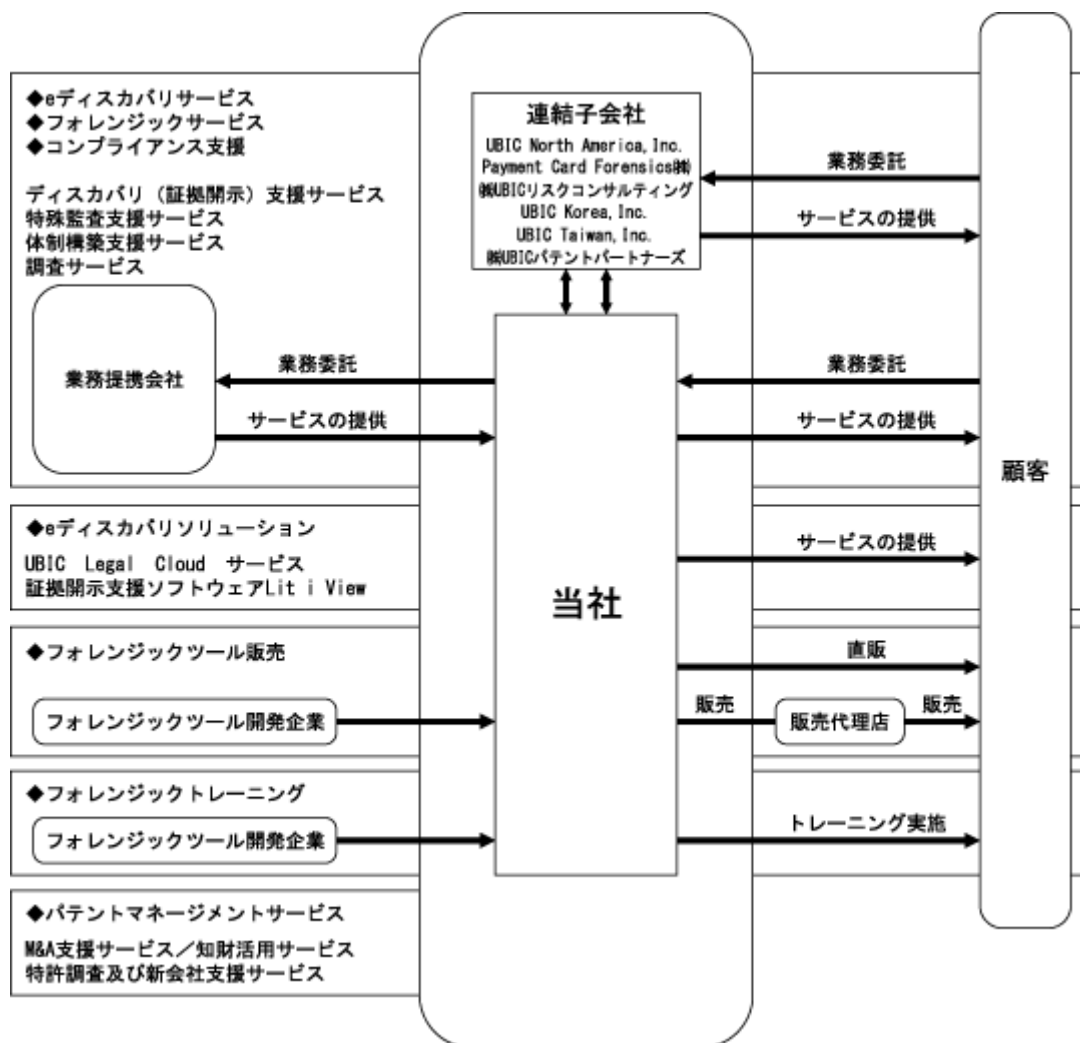 ◆eディスカバリサービス
◆フォレンジックサービス
◆コンプライアンス支援
ディスカバリ（証拠開示）支援サービス
特殊監査支援サービス
体制構築支援サービス
調査サービス
連結子会社
UBIC North America, Inc.
Payment Card Forensics㈱
㈱UBICリスクコンサルティング
UBIC Korea, Inc.
UBIC Taiwan, Inc.
㈱UBICパテントパートナーズ
業務委託
サービスの提供
業務提携会社
業務委託
サービスの提供
業務委託
サービスの提供
顧客
◆eディスカバリソリューション
UBIC Legal Cloud サービス
証拠開示支援ソフトウェアLit i View
サービスの提供
当社
◆フォレンジックツール販売
フォレンジックツール開発企業
直販
販売
販売代理店
販売
◆フォレンジックトレーニング
フォレンジックツール開発企業
トレーニング実施
◆パテントマネージメントサービス
M&A支援サービス／知財活用サービス
特許調査及び新会社支援サービス